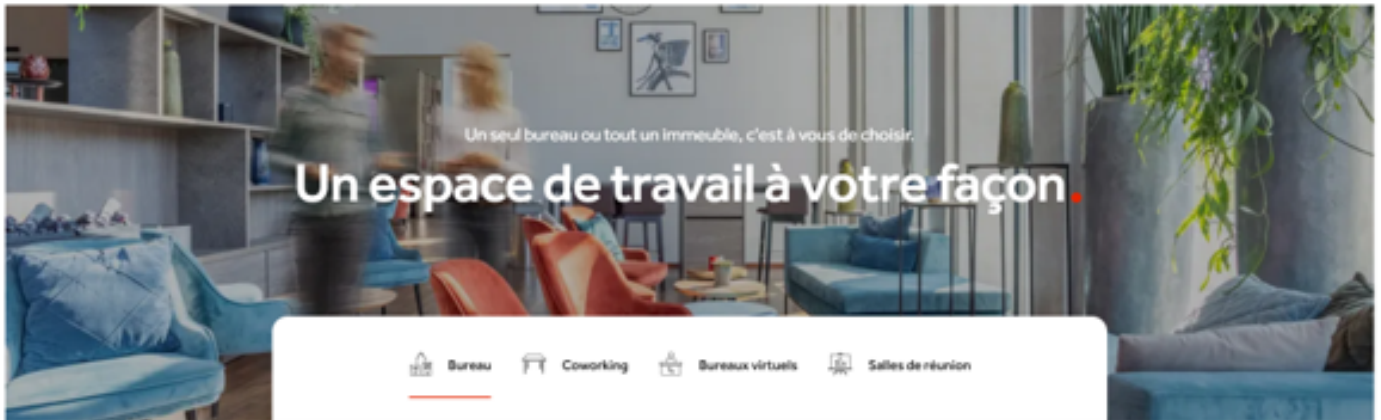 Un seul bureau ou tout un immeuble, c'est à vous de choisir.
Un espace de travail à votre façon.
Bureau
Coworking
Bureaux virtuels
Salles de réunion